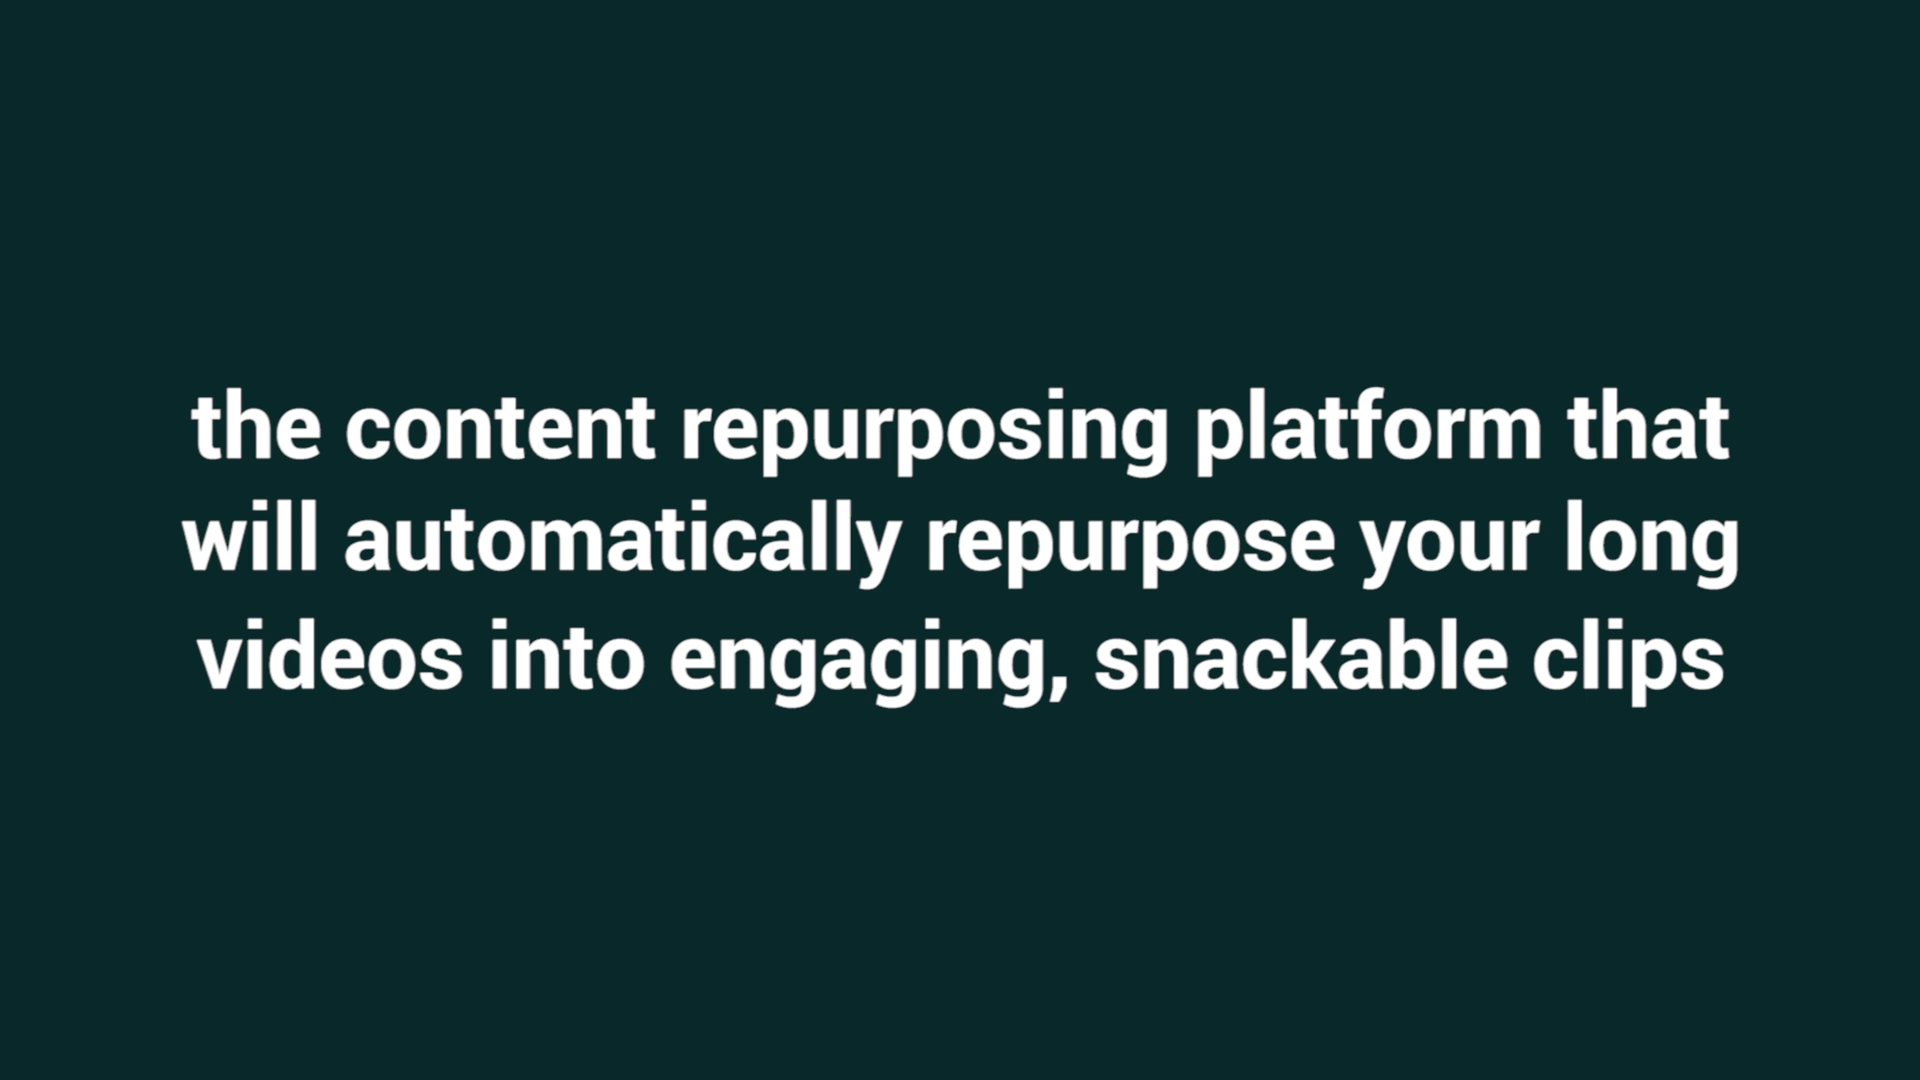 the content repurposing platform that
will automatically repurpose your long
videos into engaging, snackable clips